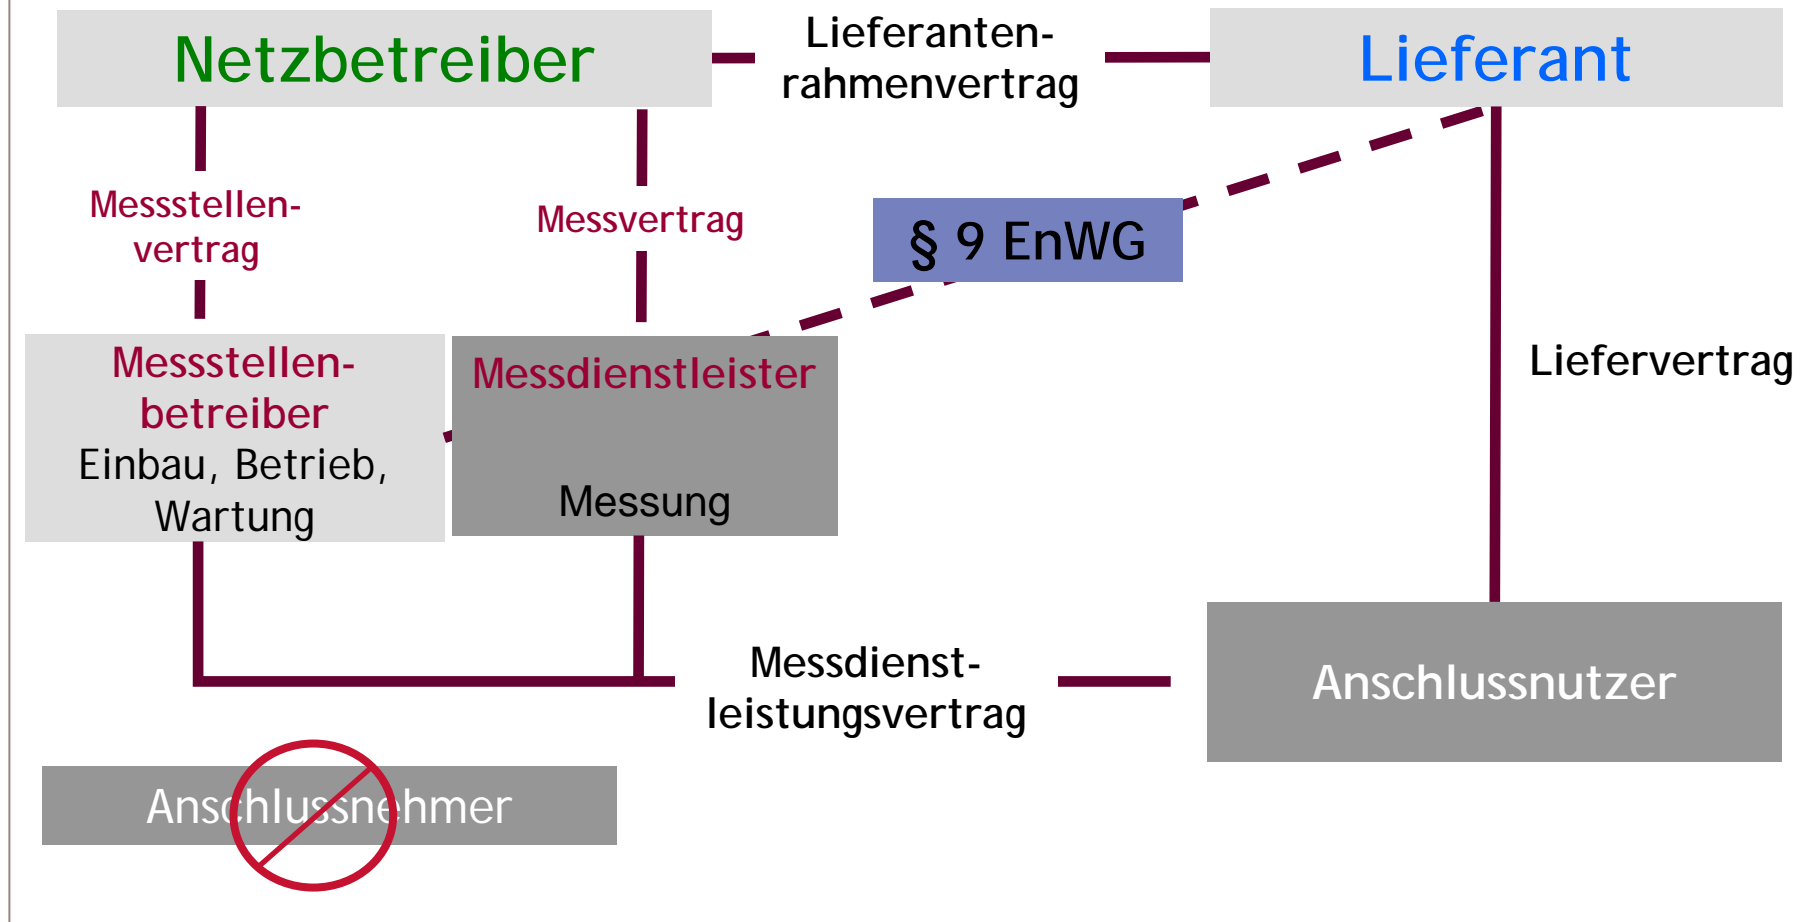 Netzbetreiber
Lieferanten-
rahmenvertrag
Lieferant
Messstellen-
vertrag
Messvertrag
§ 9 EnWG
Messstellen-
betreiber
Einbau, Betrieb,
Wartung
Messdienstleister
Messung
Liefervertrag
Messdienst-
leistungsvertrag
Anschlussnutzer
Anschlussnehmer